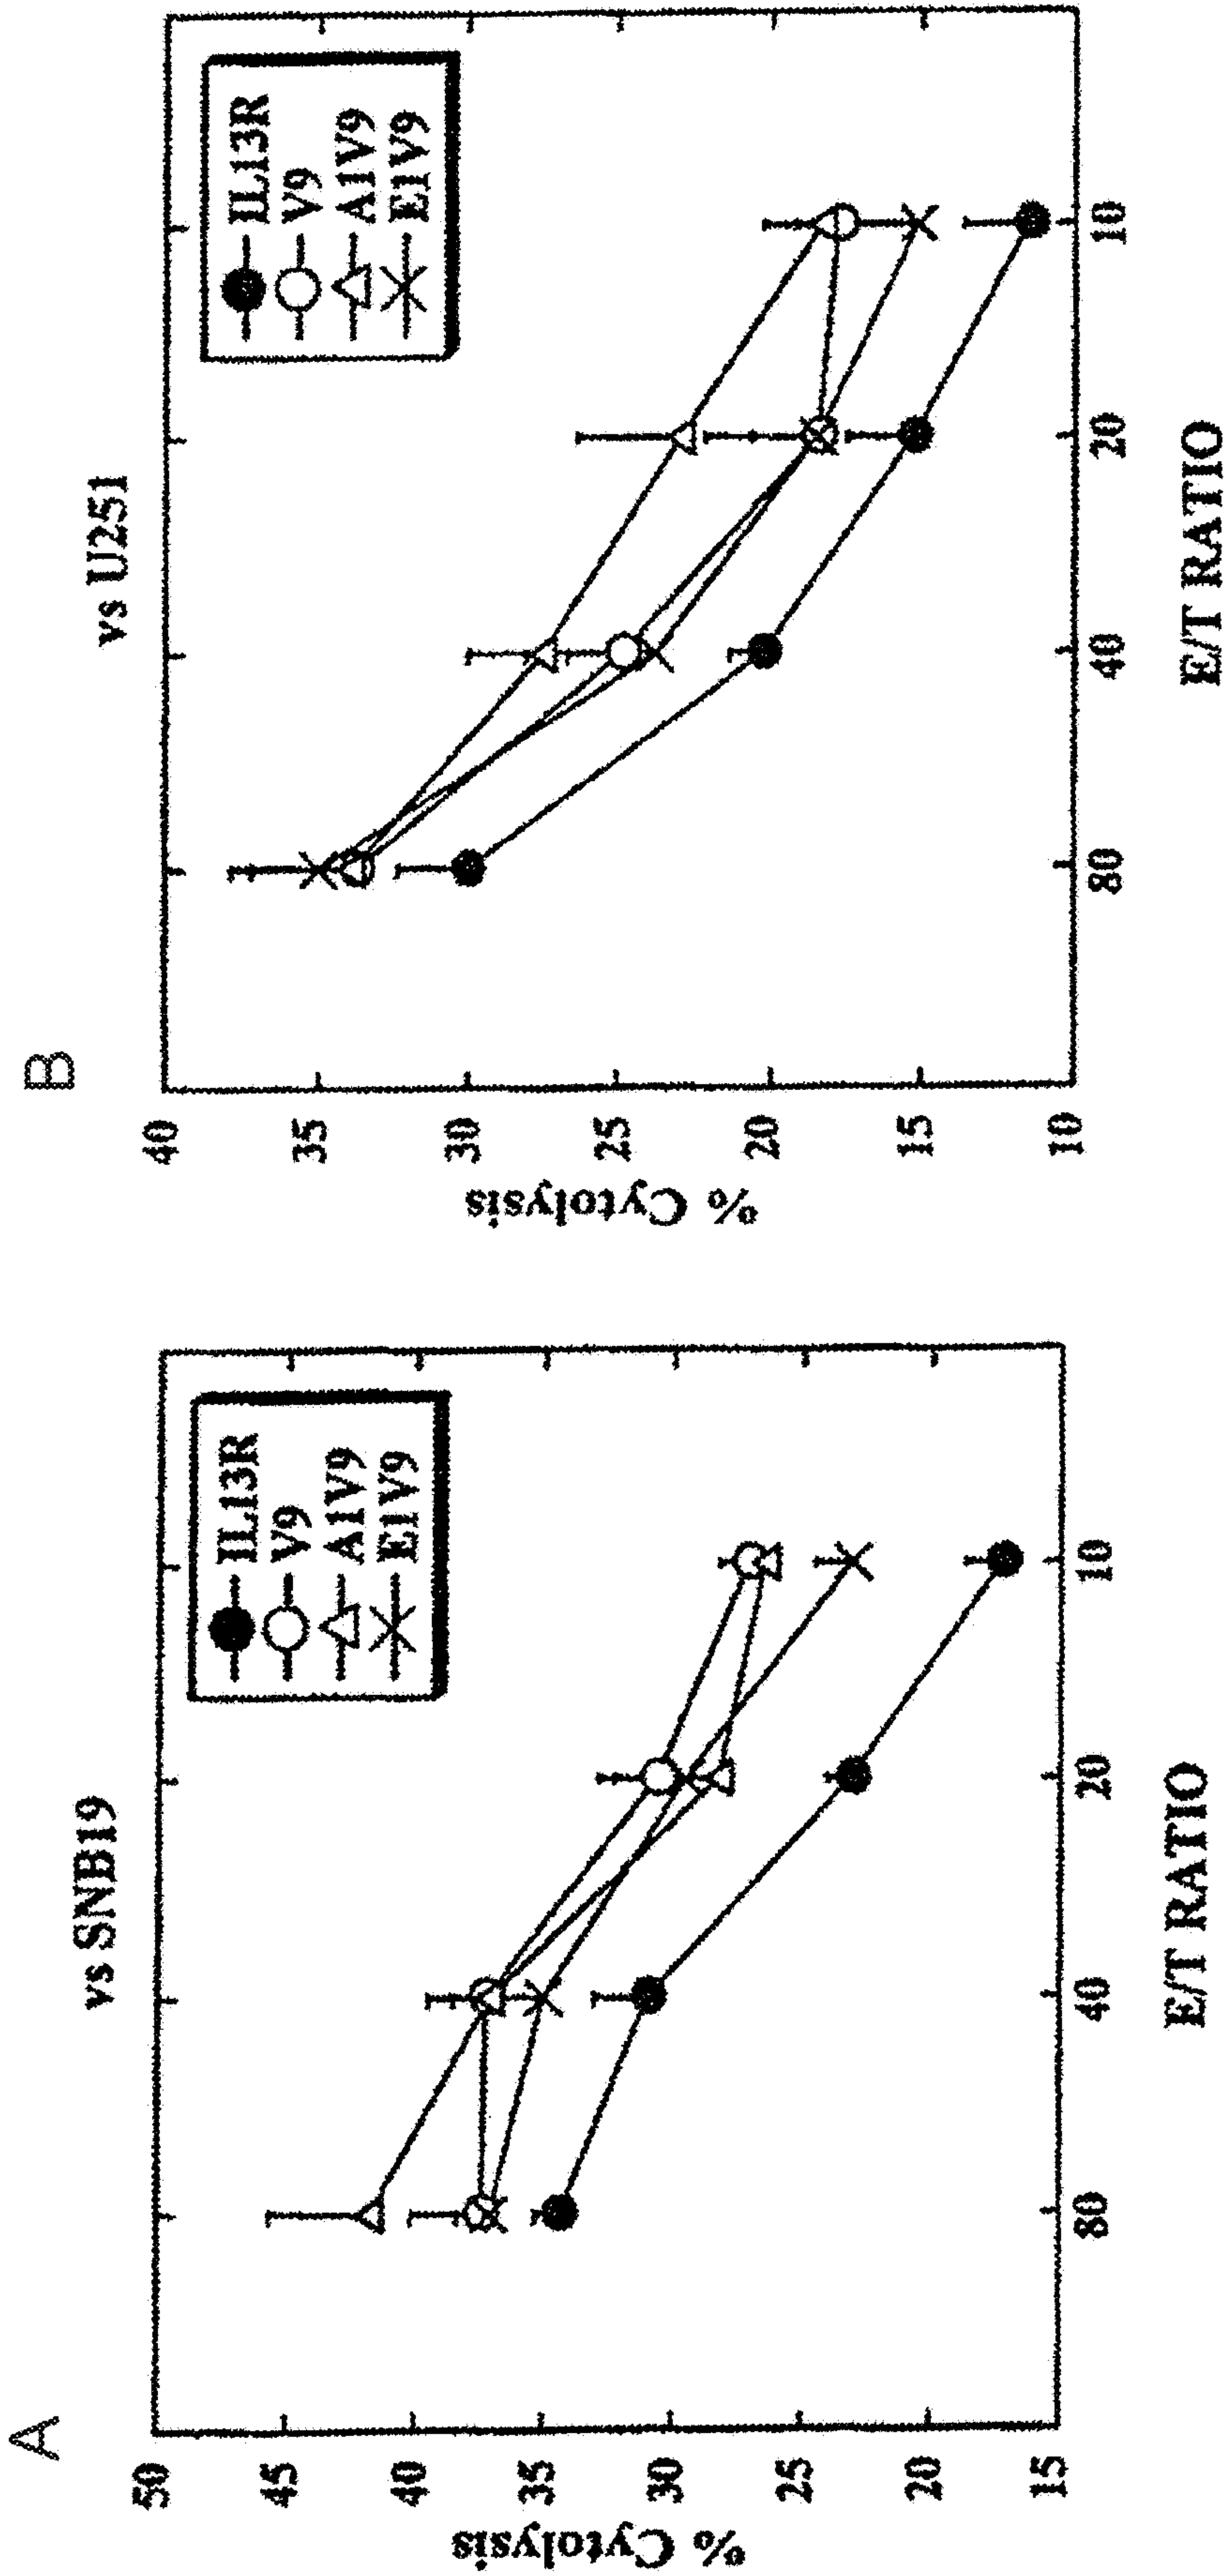 A
vs SNB19
IL13R
V9
A1V9
E1V9
% Cytolysis
50
45
40
35
30
25
20
15
80
40
20
10
E/T RATIO
B
vs U251
IL13R
V9
A1V9
E1V9
% Cytolysis
40
35
30
25
20
15
10
80
40
20
10
E/T RATIO